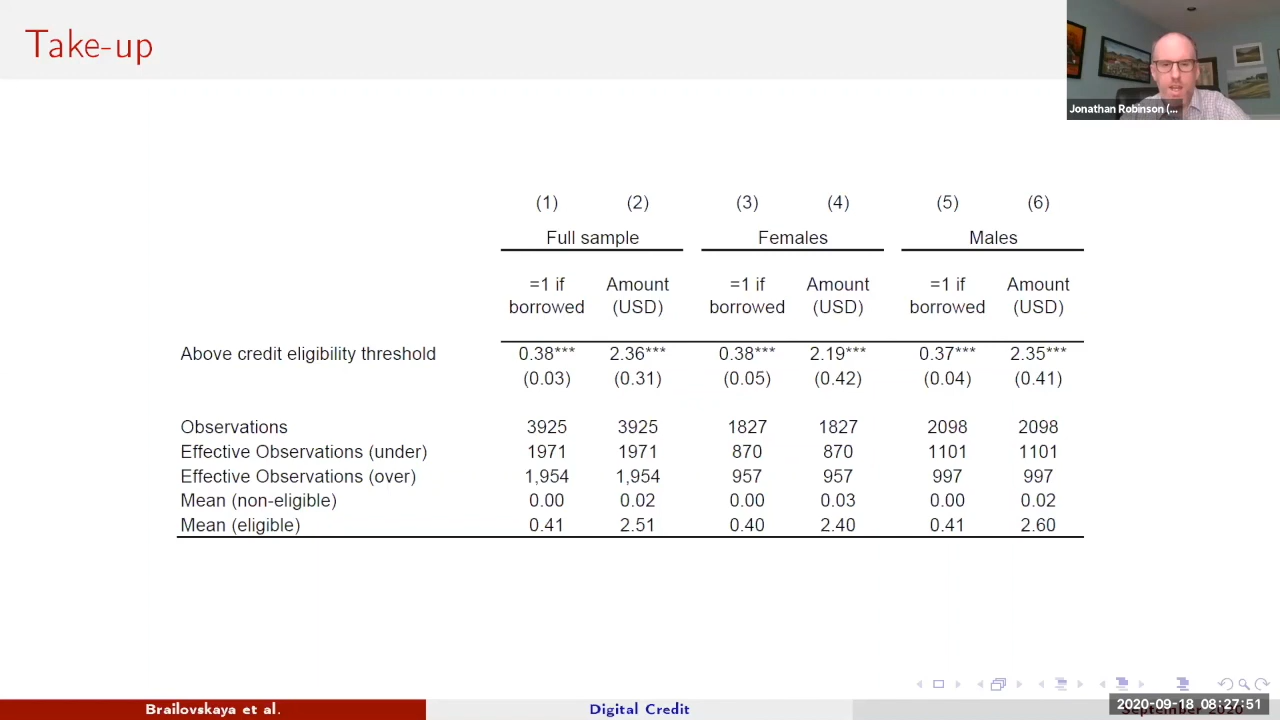 Take-up
Jonathan Robinson (...
(1) (2) (3) (4) (5) (6)
Full sample Females Males
=1 if Amount =1 if Amount =1 if Amount
borrowed (USD) borrowed (USD) borrowed (USD)
Above credit eligibility threshold 0.38*** 2.36*** 0.38*** 2.19*** 0.37*** 2.35***
(0.03) (0.31) (0.05) (0.42) (0.04) (0.41)
Observations 3925 3925 1827 1827 2098 2098
Effective Observations (under) 1971 1971 870 870 1101 1101
Effective Observations (over) 1,954 1,954 957 957 997 997
Mean (non-eligible) 0.00 0.02 0.00 0.03 0.00 0.02
Mean (eligible) 0.41 2.51 0.40 2.40 0.41 2.60
Brailovskaya et al. Digital Credit September 2020
2020-09-18 08:27:51